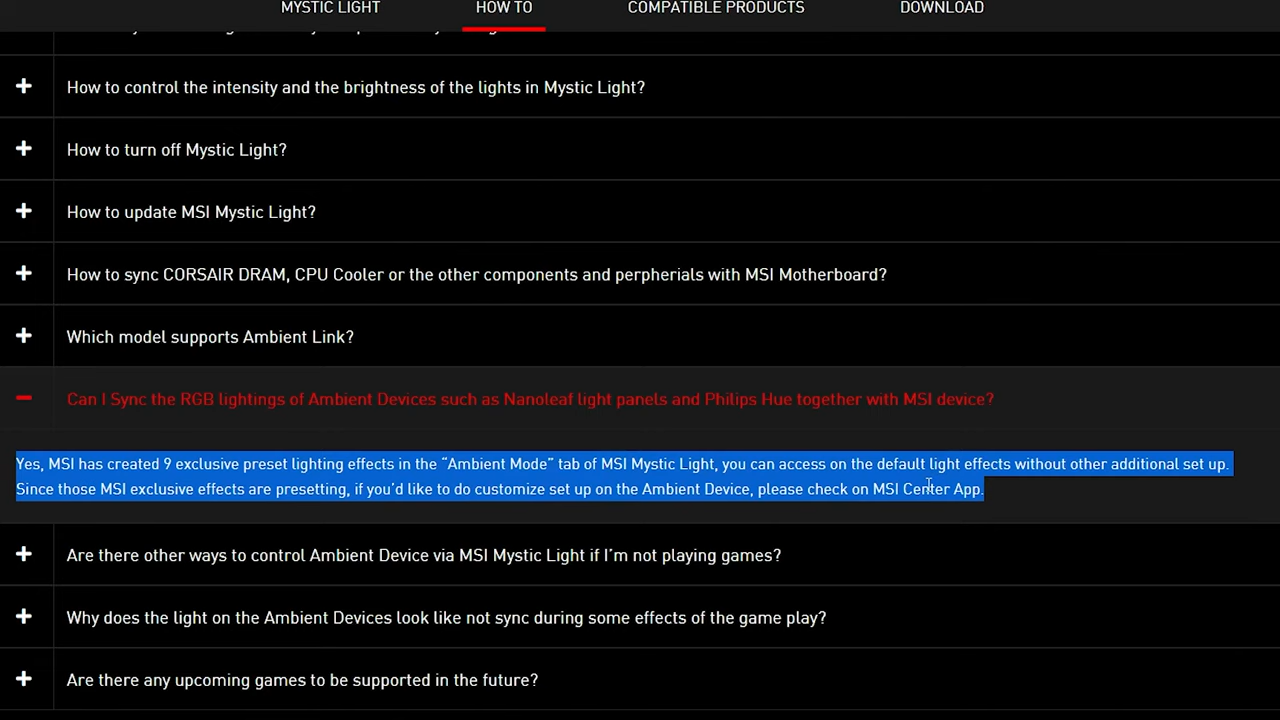 MYSTIC LIGHT
HOW TO
COMPATIBLE PRODUCTS
DOWNLOAD
How to control the intensity and the brightness of the lights in Mystic Light?
How to turn off Mystic Light?
How to update MSI Mystic Light?
How to sync CORSAIR DRAM, CPU Cooler or the other components and perpherials with MSI Motherboard?
Which model supports Ambient Link?
Can I Sync the RGB lightings of Ambient Devices such as Nanoleaf light panels and Philips Hue together with MSI device?
Yes, MSI has created 9 exclusive preset lighting effects in the “Ambient Mode” tab of MSI Mystic Light, you can access on the default light effects without other additional set up.
Since those MSI exclusive effects are presetting, if you’d like to do customize set up on the Ambient Device, please check on MSI Center App.
Are there other ways to control Ambient Device via MSI Mystic Light if I’m not playing games?
Why does the light on the Ambient Devices look like not sync during some effects of the game play?
Are there any upcoming games to be supported in the future?